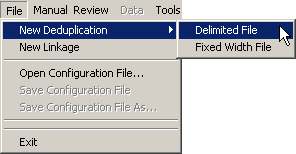 File Manual Review Data Tools
New Deduplication Delimited File
New Linkage Fixed Width File
Open Configuration File...
Save Configuration File
Save Configuration File As...
Exit